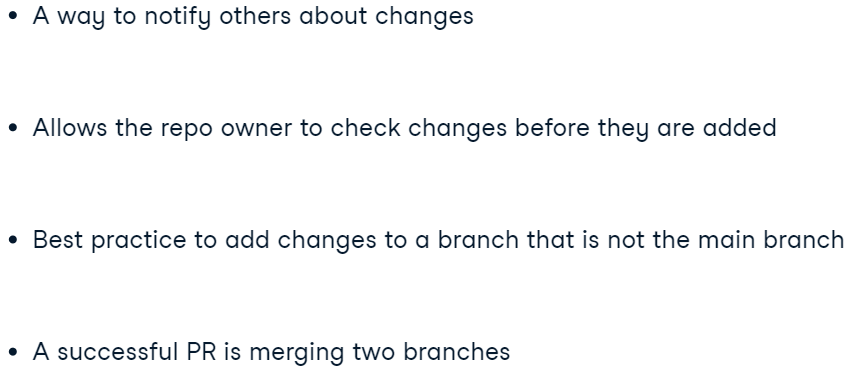 • A way to notify others about changes
• Allows the repo owner to check changes before they are added
• Best practice to add changes to a branch that is not the main branch
• A successful PR is merging two branches